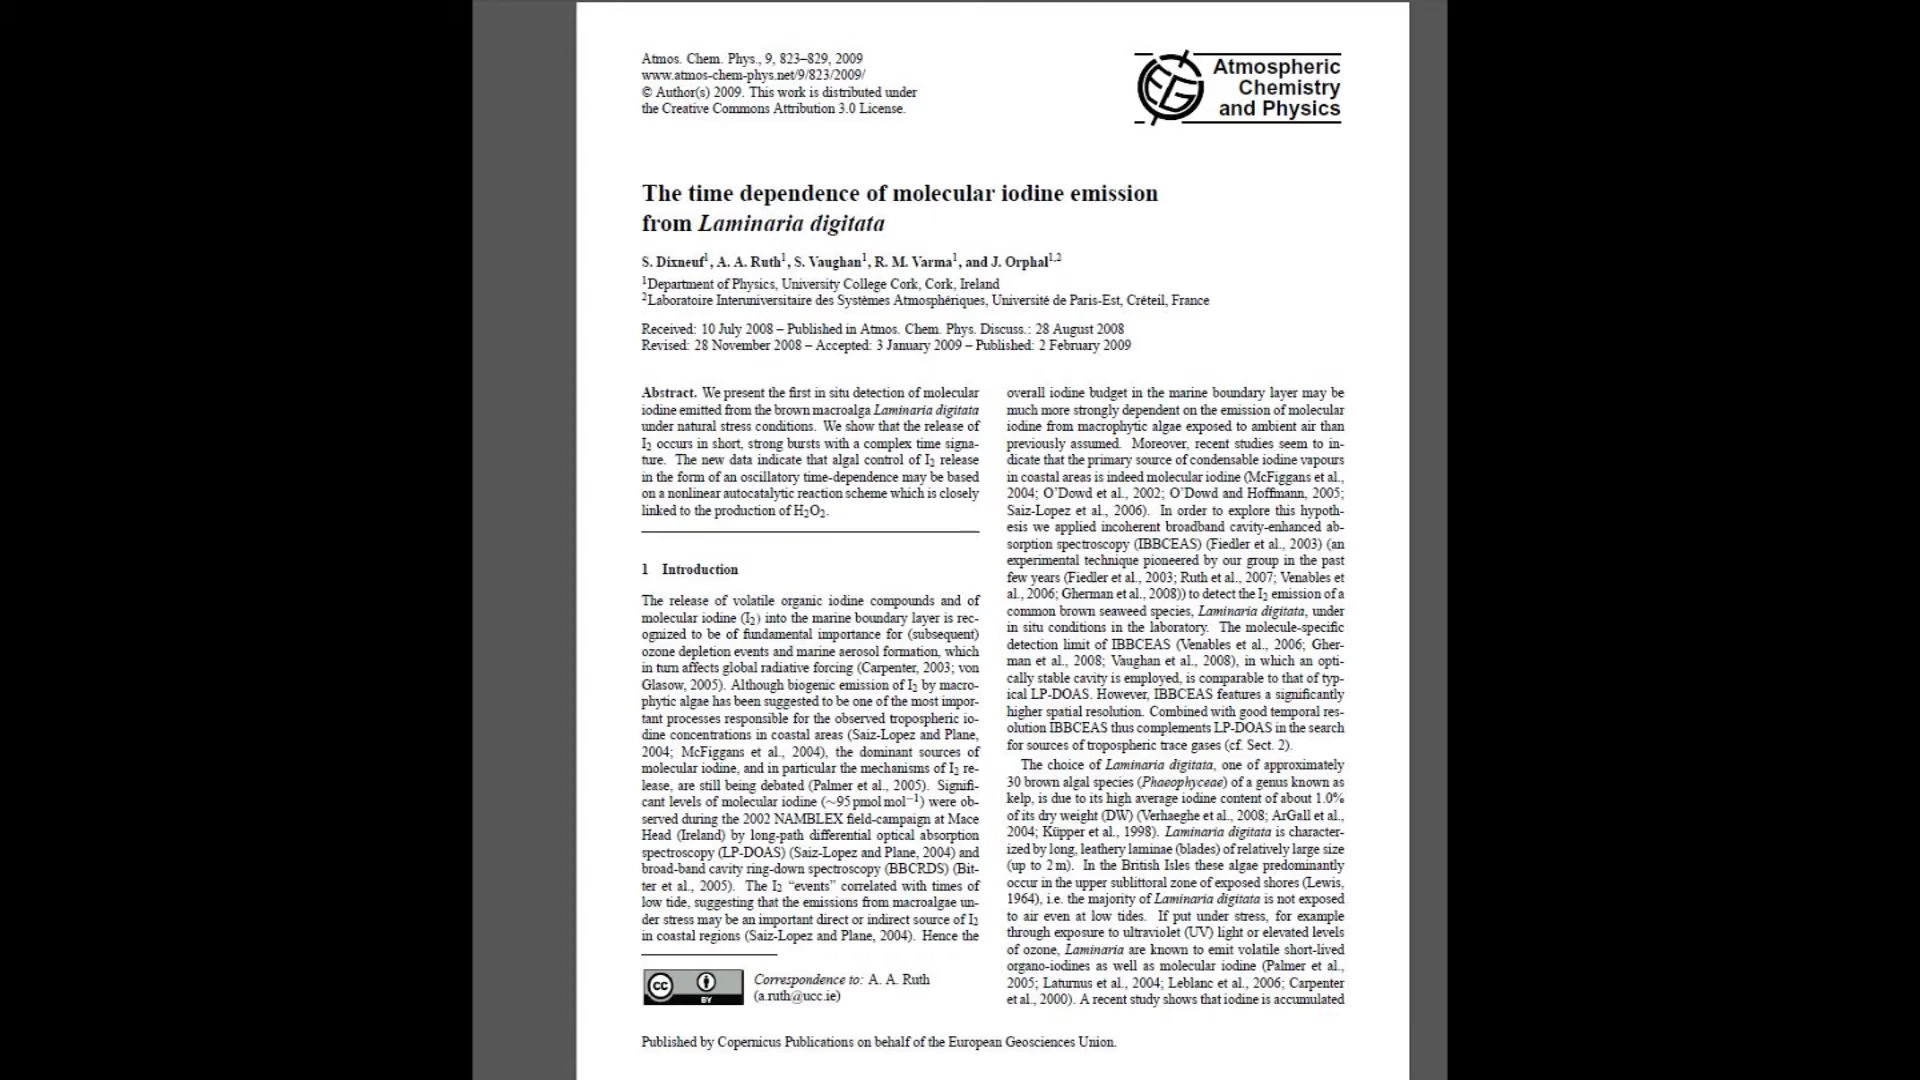 Atmos. Chem. Phys., 9, 823–829, 2009
www.atmos-chem-phys.net/9/823/2009/
© Author(s) 2009. This work is distributed under
the Creative Commons Attribution 3.0 License.
Atmospheric
Chemistry
and Physics
The time dependence of molecular iodine emission
from Laminaria digitata
S. Dixneuf1, A. A. Ruth1, S. Vaughan1, R. M. Varma1, and J. Orphal1,2
1Department of Physics, University College Cork, Cork, Ireland
2Laboratoire Interuniversitaire des Systèmes Atmosphériques, Université de Paris-Est, Créteil, France
Received: 10 July 2008 – Published in Atmos. Chem. Phys. Discuss.: 28 August 2008
Revised: 28 November 2008 – Accepted: 3 January 2009 – Published: 2 February 2009
Abstract. We present the first in situ detection of molecular
iodine emitted from the brown macroalga Laminaria digitata
under natural stress conditions. We show that the release of
I2 occurs in short, strong bursts with a complex time signa-
ture. The new data indicate that algal control of I2 release
in the form of an oscillatory time-dependence may be based
on a nonlinear autocatalytic reaction scheme which is closely
linked to the production of H2O2.
1 Introduction
The release of volatile organic iodine compounds and of
molecular iodine (I2) into the marine boundary layer is rec-
ognized to be of fundamental importance for (subsequent)
ozone depletion events and marine aerosol formation, which
in turn affects global radiative forcing (Carpenter, 2003; von
Glasow, 2005). Although biogenic emission of I2 by macro-
phytic algae has been suggested to be one of the most impor-
tant processes responsible for the observed tropospheric io-
dine concentrations in coastal areas (Saiz-Lopez and Plane,
2004; McFiggans et al., 2004), the dominant sources of
molecular iodine, and in particular the mechanisms of I2 re-
lease, are still being debated (Palmer et al., 2005). Signifi-
cant levels of molecular iodine (~95 pmol mol−1) were ob-
served during the 2002 NAMBLEX field-campaign at Mace
Head (Ireland) by long-path differential optical absorption
spectroscopy (LP-DOAS) (Saiz-Lopez and Plane, 2004) and
broad-band cavity ring-down spectroscopy (BBCRDS) (Bit-
ter et al., 2005). The I2 “events” correlated with times of
low tide, suggesting that the emissions from macroalgae un-
der stress may be an important direct or indirect source of I2
in coastal regions (Saiz-Lopez and Plane, 2004). Hence the
cc
BY
Correspondence to: A. A. Ruth
(a.ruth@ucc.ie)
overall iodine budget in the marine boundary layer may be
much more strongly dependent on the emission of molecular
iodine from macrophytic algae exposed to ambient air than
previously assumed. Moreover, recent studies seem to in-
dicate that the primary source of condensable iodine vapours
in coastal areas is indeed molecular iodine (McFiggans et al.,
2004; O’Dowd et al., 2002; O’Dowd and Hoffmann, 2005;
Saiz-Lopez et al., 2006). In order to explore this hypoth-
esis we applied incoherent broadband cavity-enhanced ab-
sorption spectroscopy (IBBCEAS) (Fiedler et al., 2003) (an
experimental technique pioneered by our group in the past
few years (Fiedler et al., 2003; Ruth et al., 2007; Venables et
al., 2006; Gherman et al., 2008)) to detect the I2 emission of a
common brown seaweed species, Laminaria digitata, under
in situ conditions in the laboratory. The molecule-specific
detection limit of IBBCEAS (Venables et al., 2006; Gher-
man et al., 2008; Vaughan et al., 2008), in which an opti-
cally stable cavity is employed, is comparable to that of typ-
ical LP-DOAS. However, IBBCEAS features a significantly
higher spatial resolution. Combined with good temporal res-
olution IBBCEAS thus complements LP-DOAS in the search
for sources of tropospheric trace gases (cf. Sect. 2).
The choice of Laminaria digitata, one of approximately
30 brown algal species (Phaeophyceae) of a genus known as
kelp, is due to its high average iodine content of about 1.0%
of its dry weight (DW) (Verhaeghe et al., 2008; ArGall et al.,
2004; Küpper et al., 1998). Laminaria digitata is character-
ized by long, leathery laminae (blades) of relatively large size
(up to 2 m). In the British Isles these algae predominantly
occur in the upper sublittoral zone of exposed shores (Lewis,
1964), i.e. the majority of Laminaria digitata is not exposed
to air even at low tides. If put under stress, for example
through exposure to ultraviolet (UV) light or elevated levels
of ozone, Laminaria are known to emit volatile short-lived
organo-iodines as well as molecular iodine (Palmer et al.,
2005; Laturnus et al., 2004; Leblanc et al., 2006; Carpenter
et al., 2000). A recent study shows that iodine is accumulated
Published by Copernicus Publications on behalf of the European Geosciences Union.